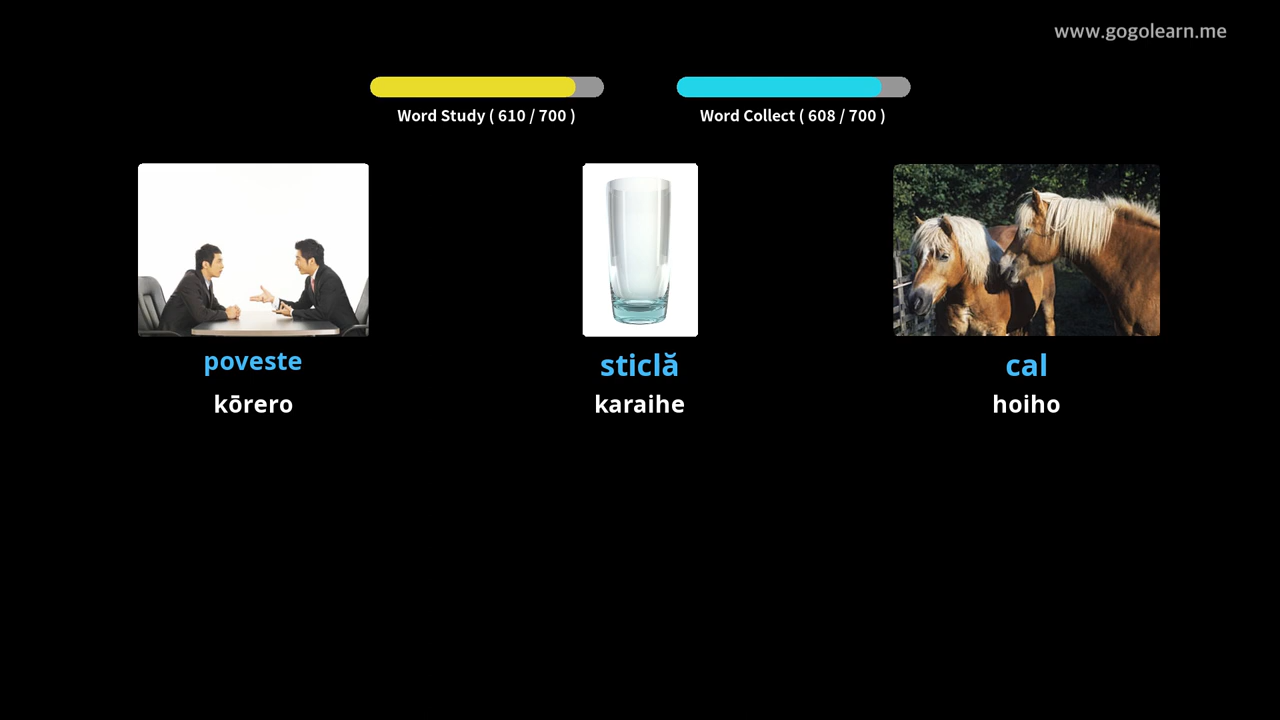 www.gogolearn.me
Word Study ( 610 / 700 )
Word Collect ( 608 / 700 )
poveste
sticlă
cal
kōrero
karaihe
hoiho